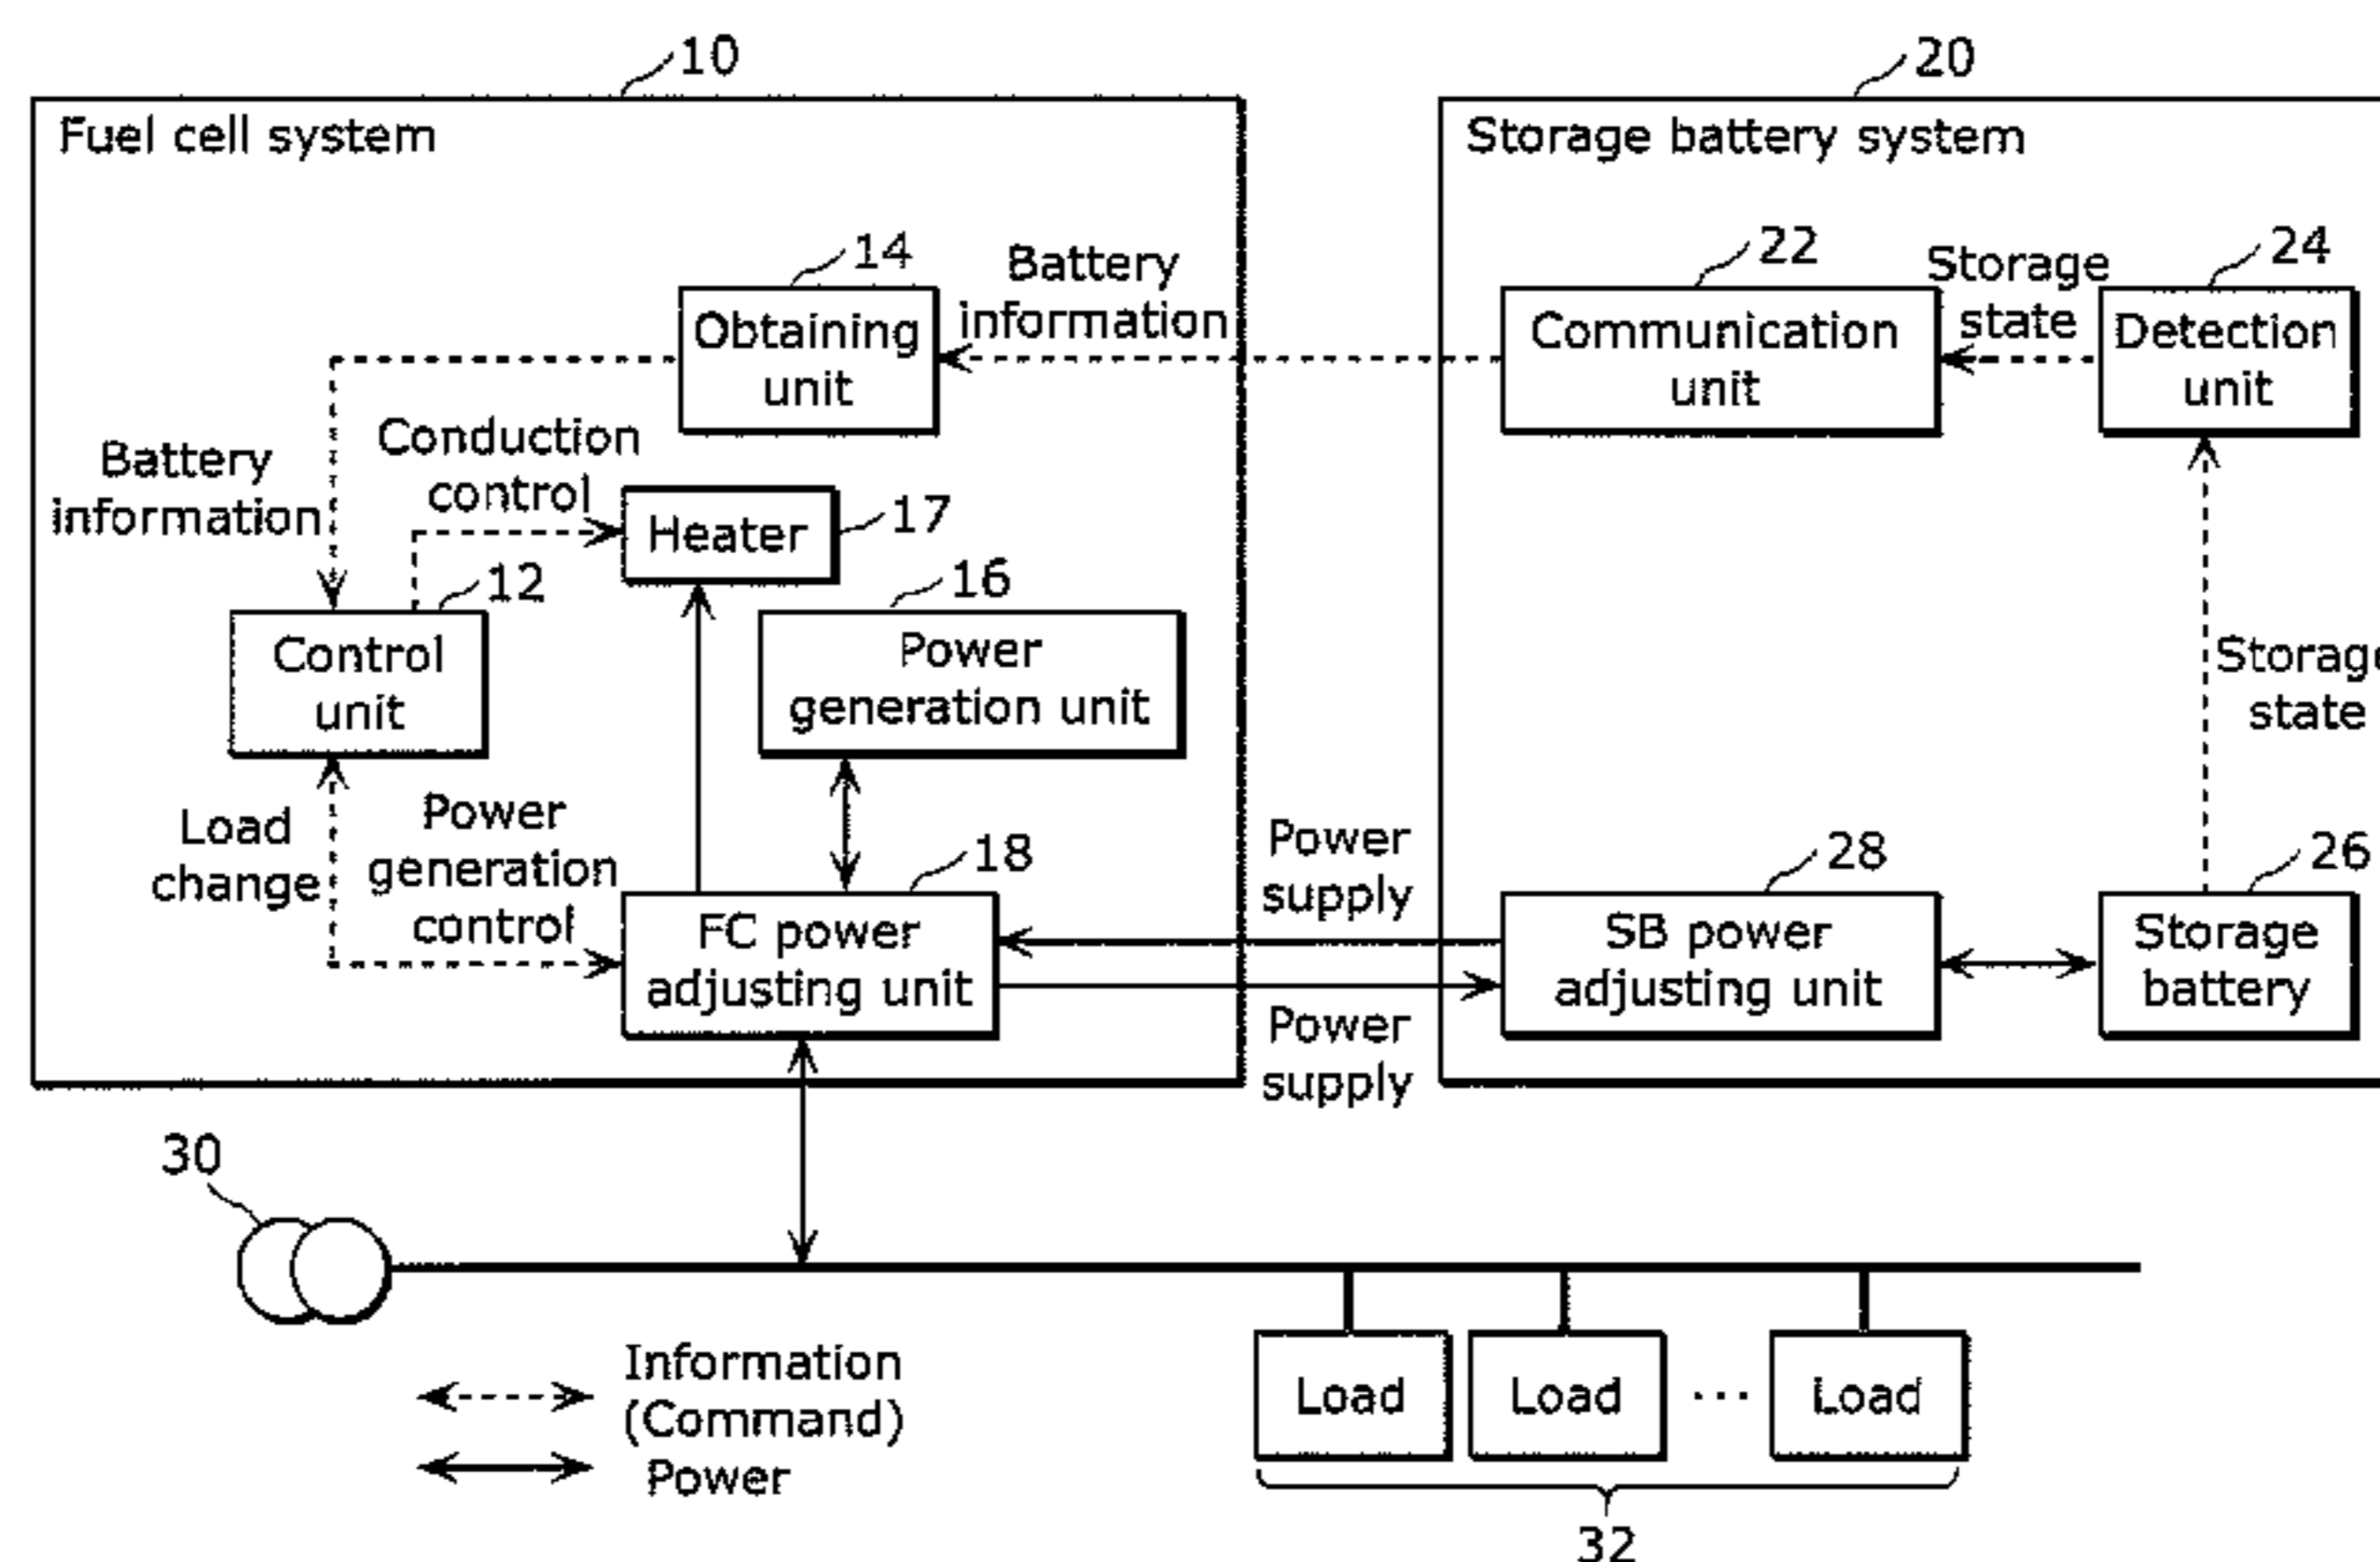 10
20
Fuel cell system
Storage battery system
14
Battery
information
22
Storage
state
24
Obtaining
unit
Communication
unit
Detection
unit
Battery
information
Conduction
control
Heater
17
12
16
Control
unit
Power
generation unit
Storage
state
Load
change
Power
generation
control
18
Power
supply
28
26
FC power
adjusting unit
SB power
adjusting unit
Storage
battery
Power
supply
30
Information
(Command)
Power
Load
Load
...
Load
32